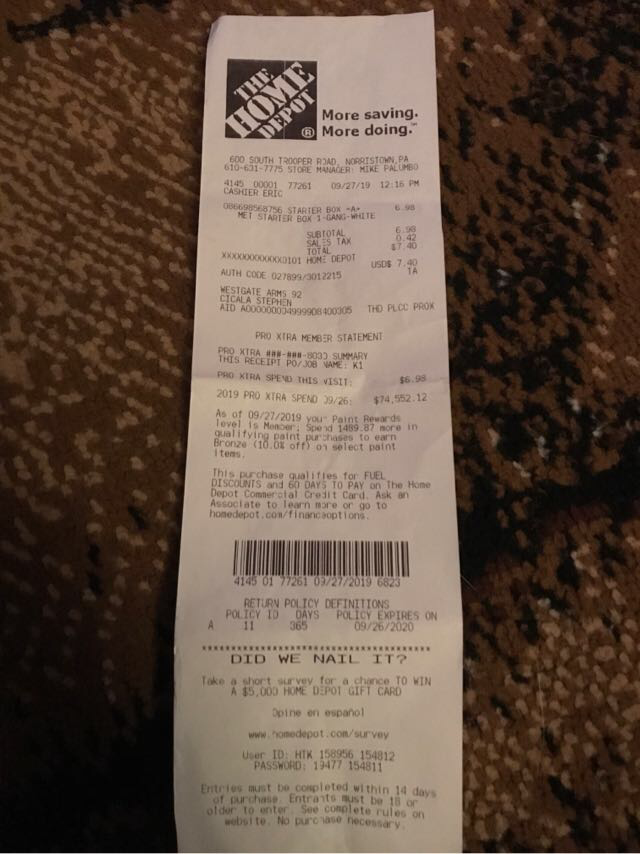 THE
HOME
DEPOT
®
More saving.
More doing.℠
600 SOUTH TROOPER ROAD, NORRISTOWN,PA
610-631-7775 STORE MANAGER: MIKE PALUMBO
4145 00001 77261 09/27/19 12:16 PM
CASHIER ERIC
086698568756 STARTER BOX <A> 6.98
MET STARTER BOX 1-GANG-WHITE
SUBTOTAL 6.98
SALES TAX 0.42
TOTAL $7.40
XXXXXXXXXXXX0101 HOME DEPOT
USD$ 7.40
AUTH CODE 027899/3012215 TA
WESTGATE ARMS 92
CICALA STEPHEN
AID A000000004999908400305 THD PLCC PROX
PRO XTRA MEMBER STATEMENT
PRO XTRA ###-###-8033 SUMMARY
THIS RECEIPT PO/JOB NAME: K1
PRO XTRA SPEND THIS VISIT: $6.98
2019 PRO XTRA SPEND 09/26: $74,552.12
As of 09/27/2019 your Paint Rewards
level is Member; Spend 1489.87 more in
qualifying paint purchases to earn
Bronze (10.0% off) on select paint
items.
This purchase qualifies for FUEL
DISCOUNTS and 60 DAYS TO PAY on The Home
Depot Commercial Credit Card. Ask an
Associate to learn more or go to
homedepot.com/financeoptions.
4145 01 77261 09/27/2019 6823
RETURN POLICY DEFINITIONS
POLICY ID DAYS POLICY EXPIRES ON
A 11 365 09/26/2020
DID WE NAIL IT?
Take a short survey for a chance TO WIN
A $5,000 HOME DEPOT GIFT CARD
Opine en español
www.homedepot.com/survey
User ID: H1K 158956 154812
PASSWORD: 19477 154811
Entries must be completed within 14 days
of purchase. Entrants must be 18 or
older to enter. See complete rules on
website. No purchase necessary.